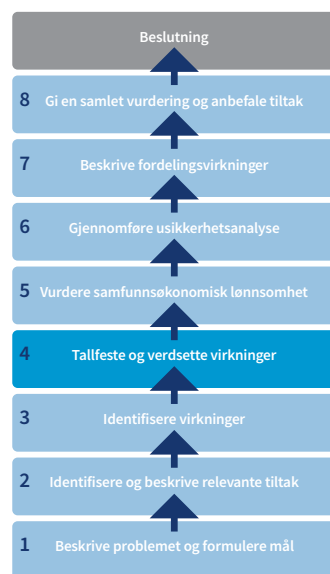 Beslutning
8 Gi en samlet vurdering og anbefale tiltak
7 Beskrive fordelingsvirkninger
6 Gjennomføre usikkerhetsanalyse
5 Vurdere samfunnsøkonomisk lønnsomhet
4 Tallfeste og verdsette virkninger
3 Identifisere virkninger
2 Identifisere og beskrive relevante tiltak
1 Beskrive problemet og formulere mål